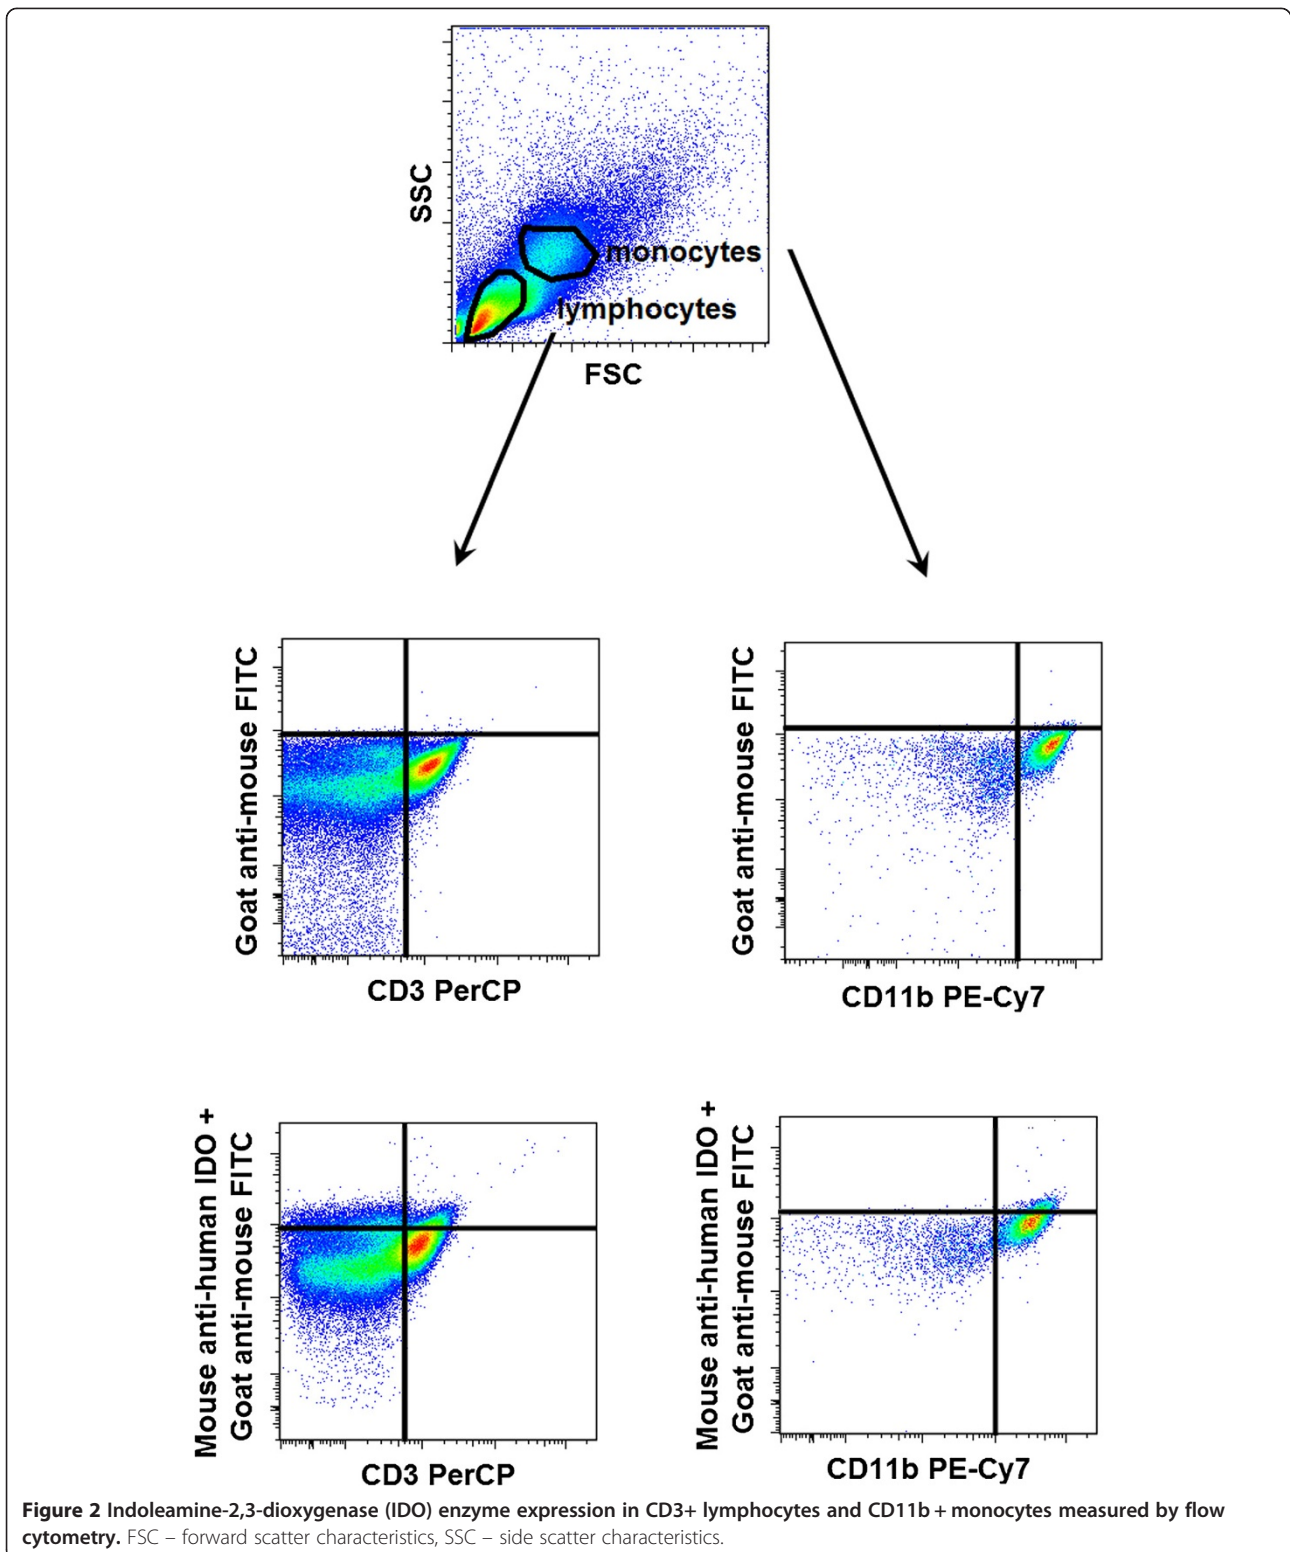 SSC
monocytes
lymphocytes
FSC
Goat anti-mouse FITC
CD3 PerCP
Goat anti-mouse FITC
CD11b PE-Cy7
Mouse anti-human IDO +
Goat anti-mouse FITC
CD3 PerCP
Mouse anti-human IDO +
Goat anti-mouse FITC
CD11b PE-Cy7
Figure 2 Indoleamine-2,3-dioxygenase (IDO) enzyme expression in CD3+ lymphocytes and CD11b + monocytes measured by flow
cytometry. FSC – forward scatter characteristics, SSC – side scatter characteristics.